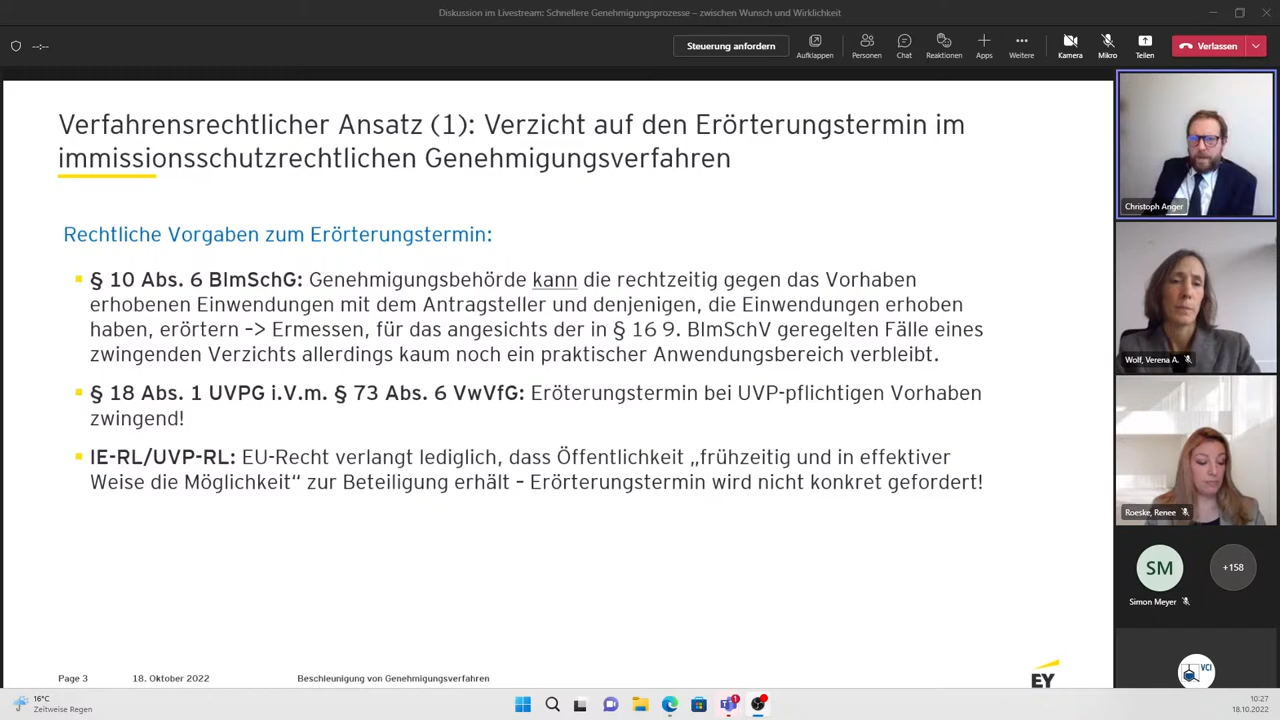 Diskussion im Livestream: Schnellere Genehmigungsprozesse – zwischen Wunsch und Wirklichkeit
--:--
Steuerung anfordern
Aufklappen
Personen
Chat
Reaktionen
Apps
Weitere
Kamera
Mikro
Teilen
Verlassen
Verfahrensrechtlicher Ansatz (1): Verzicht auf den Erörterungstermin im
immissionsschutzrechtlichen Genehmigungsverfahren
Rechtliche Vorgaben zum Erörterungstermin:
§ 10 Abs. 6 BImSchG: Genehmigungsbehörde kann die rechtzeitig gegen das Vorhaben
erhobenen Einwendungen mit dem Antragsteller und denjenigen, die Einwendungen erhoben
haben, erörtern –> Ermessen, für das angesichts der in § 16 9. BImSchV geregelten Fälle eines
zwingenden Verzichts allerdings kaum noch ein praktischer Anwendungsbereich verbleibt.
§ 18 Abs. 1 UVPG i.V.m. § 73 Abs. 6 VwVfG: Eröterungstermin bei UVP-pflichtigen Vorhaben
zwingend!
IE-RL/UVP-RL: EU-Recht verlangt lediglich, dass Öffentlichkeit „frühzeitig und in effektiver
Weise die Möglichkeit“ zur Beteiligung erhält – Erörterungstermin wird nicht konkret gefordert!
Page 3
18. Oktober 2022
Beschleunigung von Genehmigungsverfahren
EY
Christoph Anger
Wolf, Verena A.
Roeske, Renee
SM
+158
Simon Meyer
VCI
16°C
Zeitweise Regen
1
10:27
18.10.2022